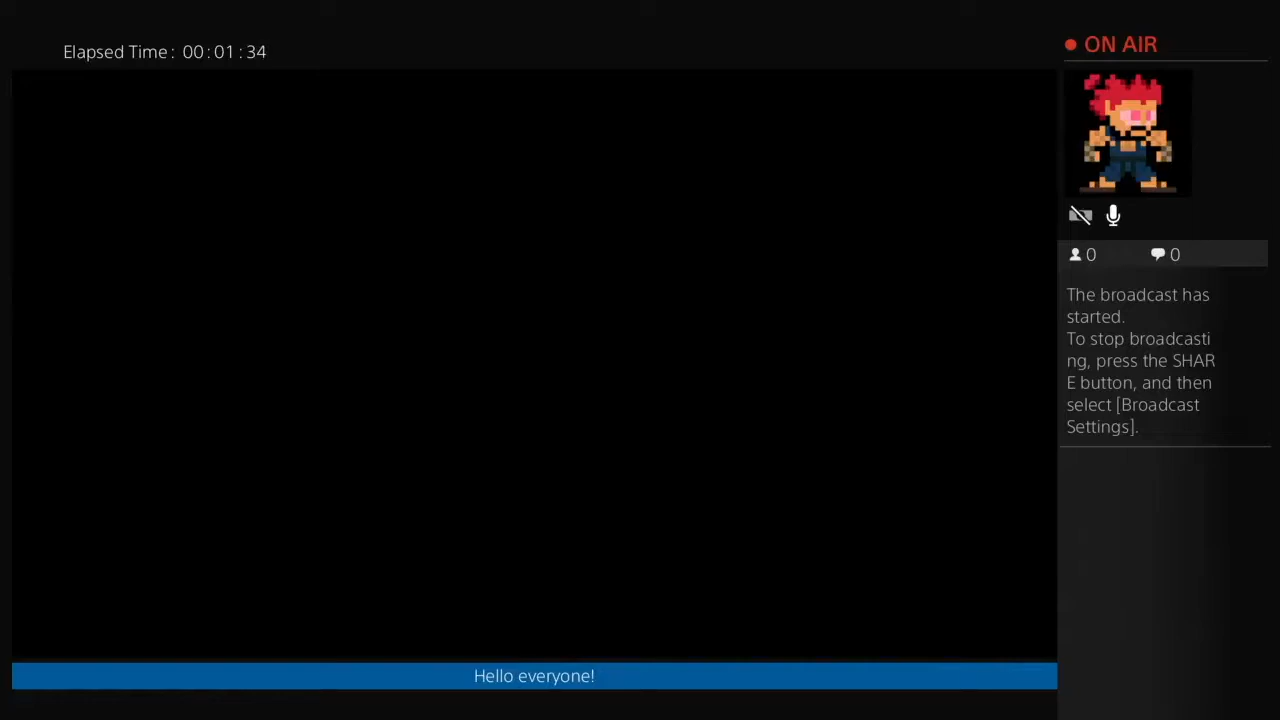 Elapsed Time: 00:01:34
ON AIR
0 0
The broadcast has
started.
To stop broadcasti
ng, press the SHAR
E button, and then
select [Broadcast
Settings].
Hello everyone!